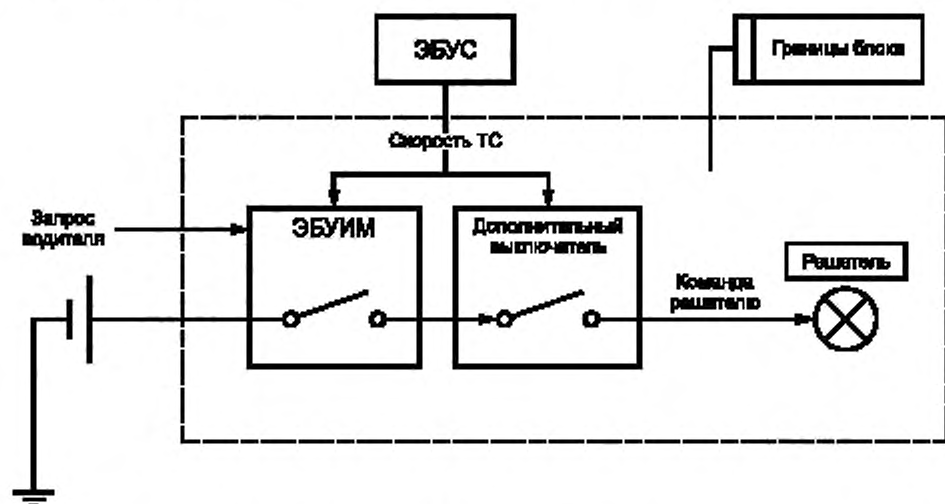 ЭБУС
Границы блока
Скорость ТС
Запрос
водителя
ЭБУИМ
Дополнительный
выключатель
Команда
решателю
Решатель